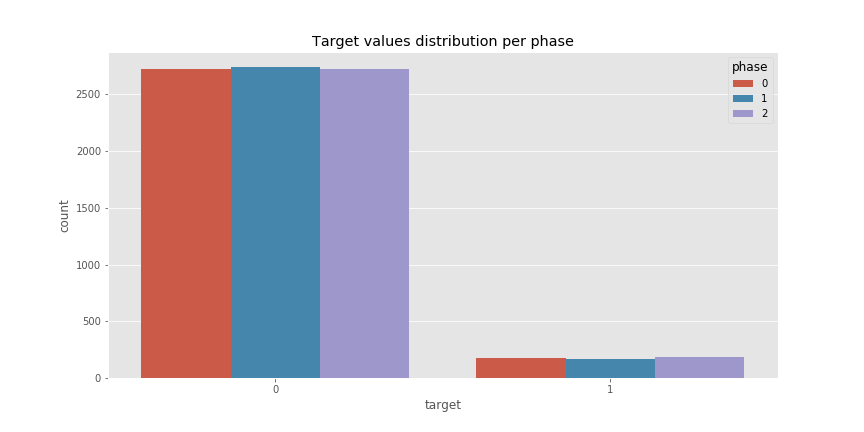 Target values distribution per phase
phase
0
1
2
2500
2000
1500
1000
500
0
count
0 1
target